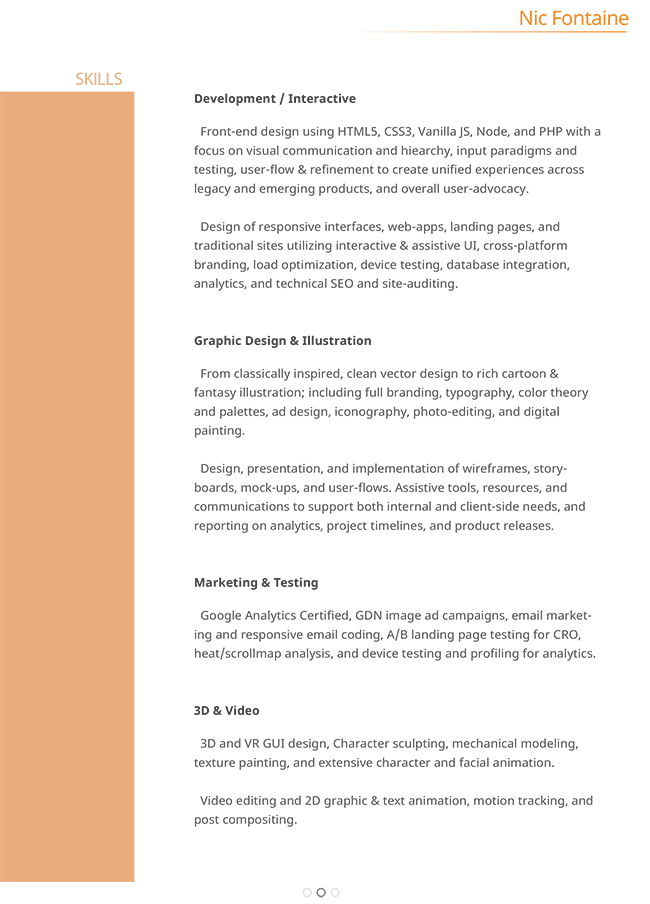 Nic Fontaine
SKILLS
Development / Interactive
Front-end design using HTML5, CSS3, Vanilla JS, Node, and PHP with a
focus on visual communication and hiearchy, input paradigms and
testing, user-flow & refinement to create unified experiences across
legacy and emerging products, and overall user-advocacy.
Design of responsive interfaces, web-apps, landing pages, and
traditional sites utilizing interactive & assistive UI, cross-platform
branding, load optimization, device testing, database integration,
analytics, and technical SEO and site-auditing.
Graphic Design & Illustration
From classically inspired, clean vector design to rich cartoon &
fantasy illustration; including full branding, typography, color theory
and palettes, ad design, iconography, photo-editing, and digital
painting.
Design, presentation, and implementation of wireframes, story-
boards, mock-ups, and user-flows. Assistive tools, resources, and
communications to support both internal and client-side needs, and
reporting on analytics, project timelines, and product releases.
Marketing & Testing
Google Analytics Certified, GDN image ad campaigns, email market-
ing and responsive email coding, A/B landing page testing for CRO,
heat/scrollmap analysis, and device testing and profiling for analytics.
3D & Video
3D and VR GUI design, Character sculpting, mechanical modeling,
texture painting, and extensive character and facial animation.
Video editing and 2D graphic & text animation, motion tracking, and
post compositing.